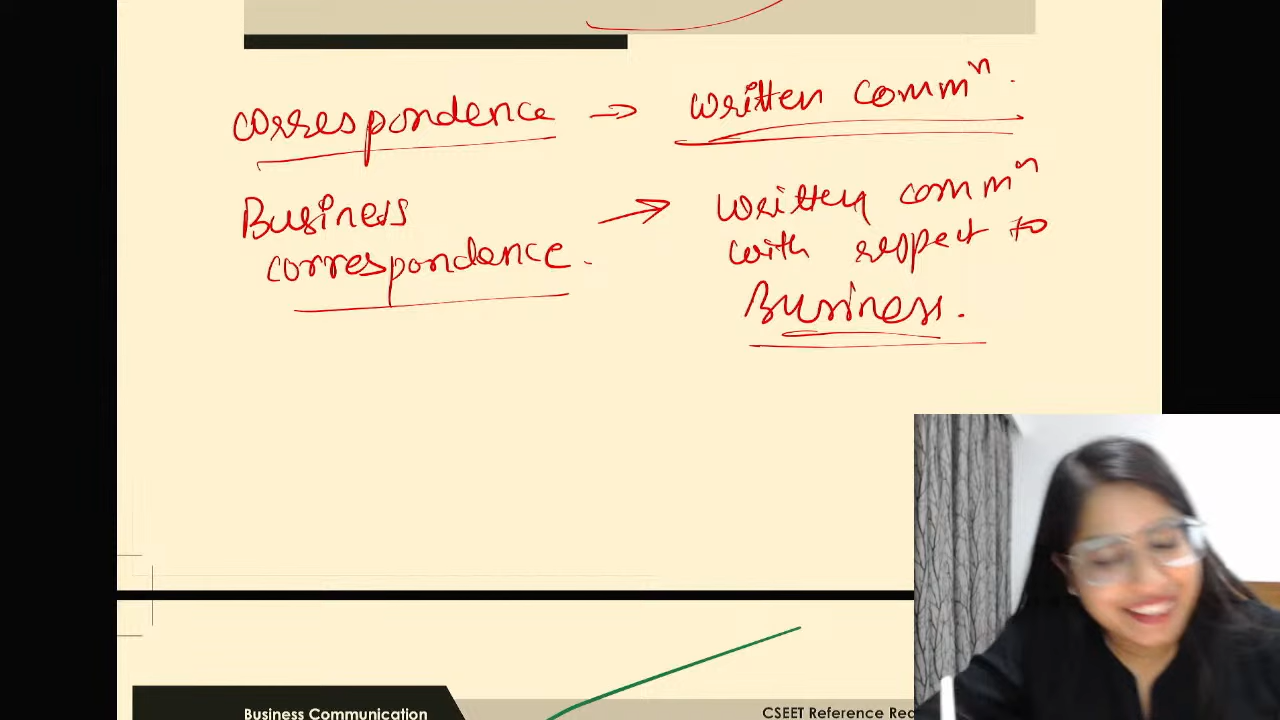 correspondence → written commⁿ.
Business → written commⁿ
correspondence. with respect to
Business.
Business Communication CSEET Reference Rea